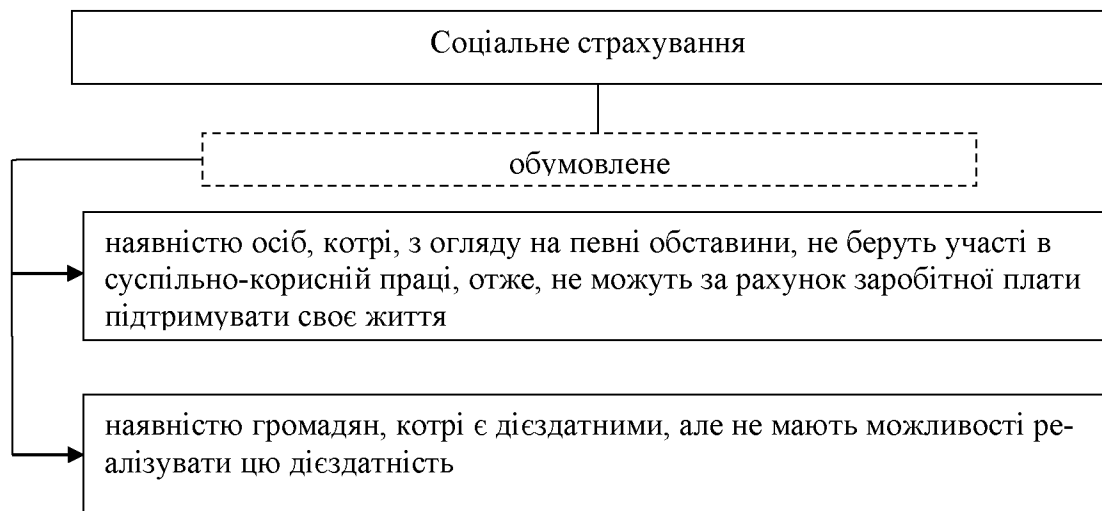 Соціальне страхування
обумовлене
наявністю осіб, котрі, з огляду на певні обставини, не беруть участі в
суспільно-корисній праці, отже, не можуть за рахунок заробітної плати
підтримувати своє життя
наявністю громадян, котрі є дієздатними, але не мають можливості ре-
алізувати цю дієздатність